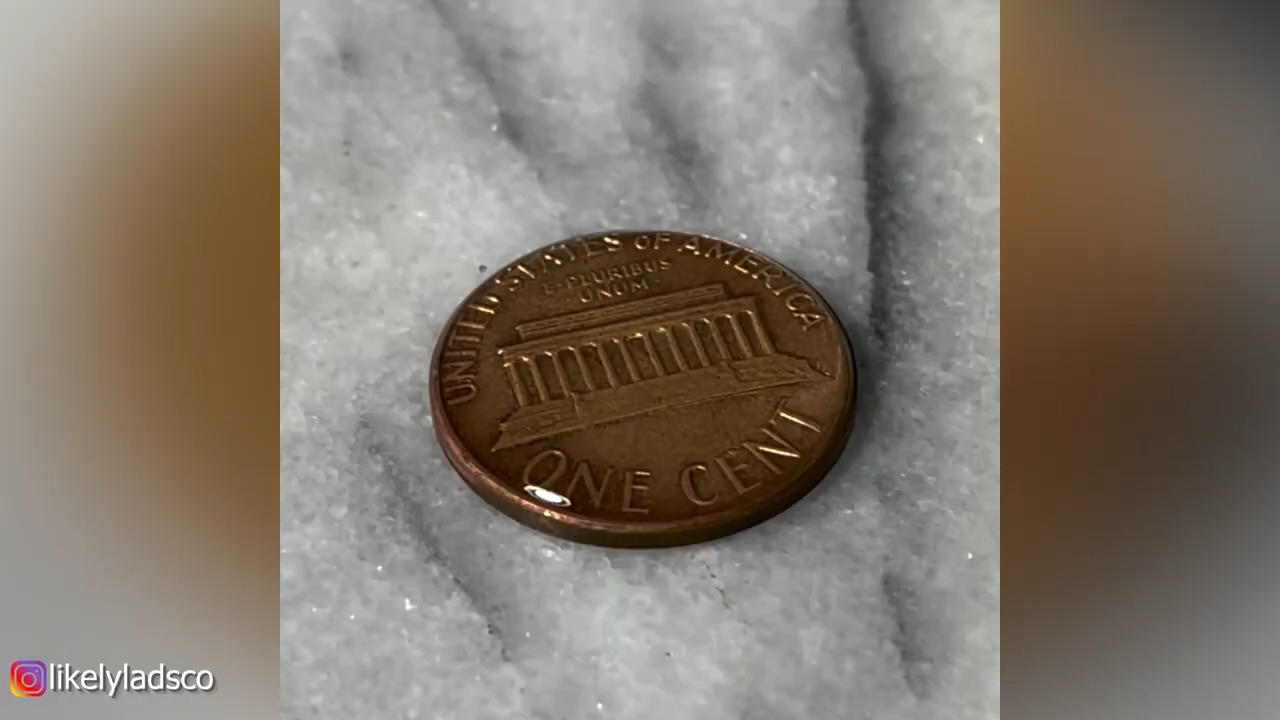 UNITED STATES OF AMERICA
E·PLURIBUS
UNUM·
ONE CENT
likelyladsco